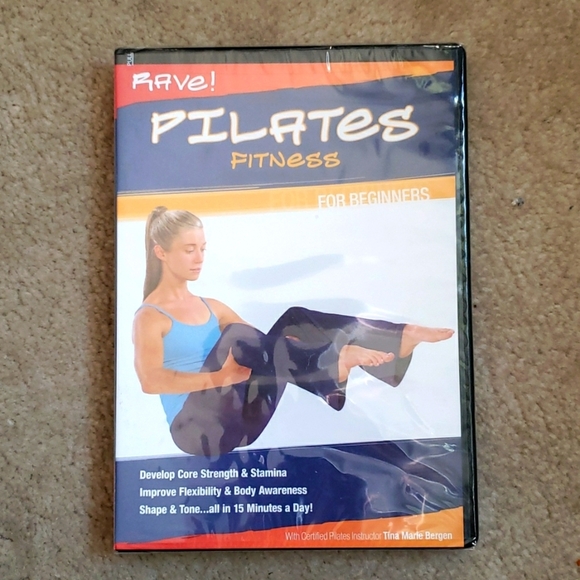 RAVE!
PILATES
FITNESS
FOR BEGINNERS
Develop Core Strength & Stamina
Improve Flexibility & Body Awareness
Shape & Tone...all in 15 Minutes a Day!
With Certified Pilates Instructor Tina Marie Bergen